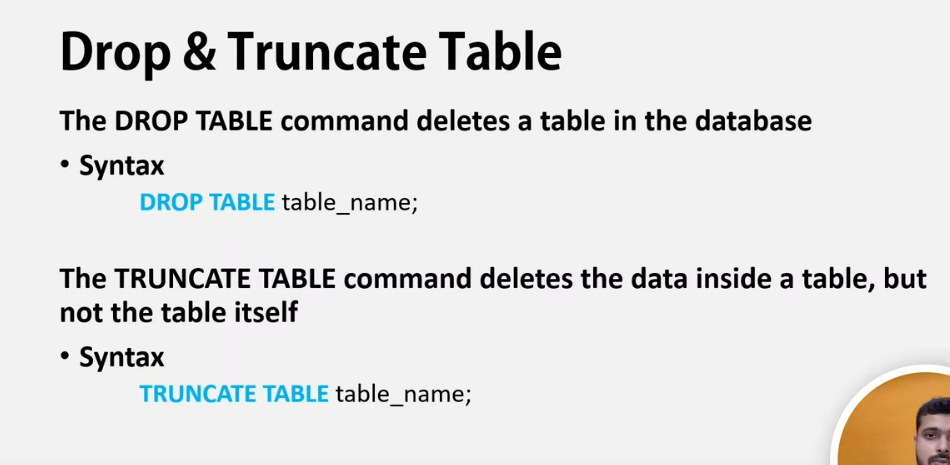 Drop & Truncate Table
The DROP TABLE command deletes a table in the database
• Syntax
DROP TABLE table_name;
The TRUNCATE TABLE command deletes the data inside a table, but
not the table itself
• Syntax
TRUNCATE TABLE table_name;